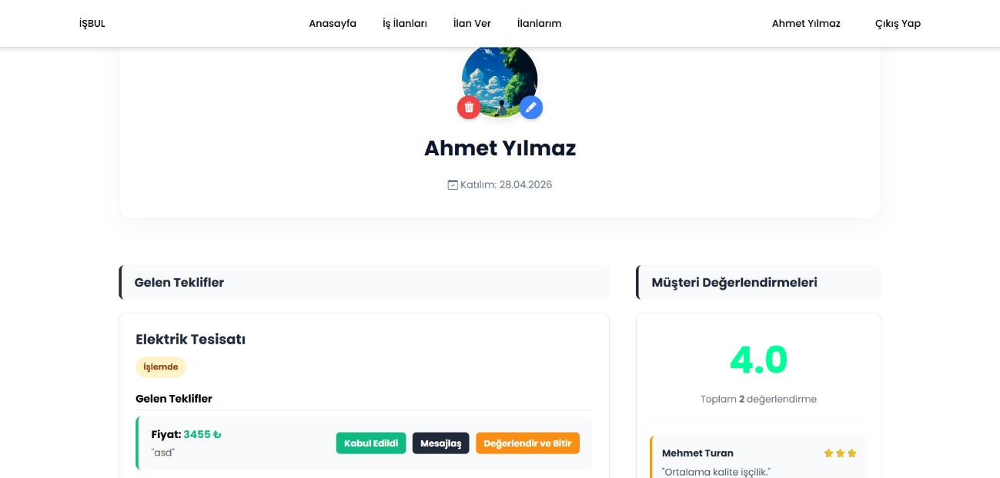 İŞBUL
Anasayfa
İş İlanları
İlan Ver
İlanlarım
Ahmet Yılmaz
Çıkış Yap
Ahmet Yılmaz
Katılım: 28.04.2026
Gelen Teklifler
Elektrik Tesisatı
İşlemde
Gelen Teklifler
Fiyat: 3455 ₺
"asd"
Kabul Edildi
Mesajlaş
Değerlendir ve Bitir
Müşteri Değerlendirmeleri
4.0
Toplam 2 değerlendirme
Mehmet Turan
"Ortalama kalite işçilik."